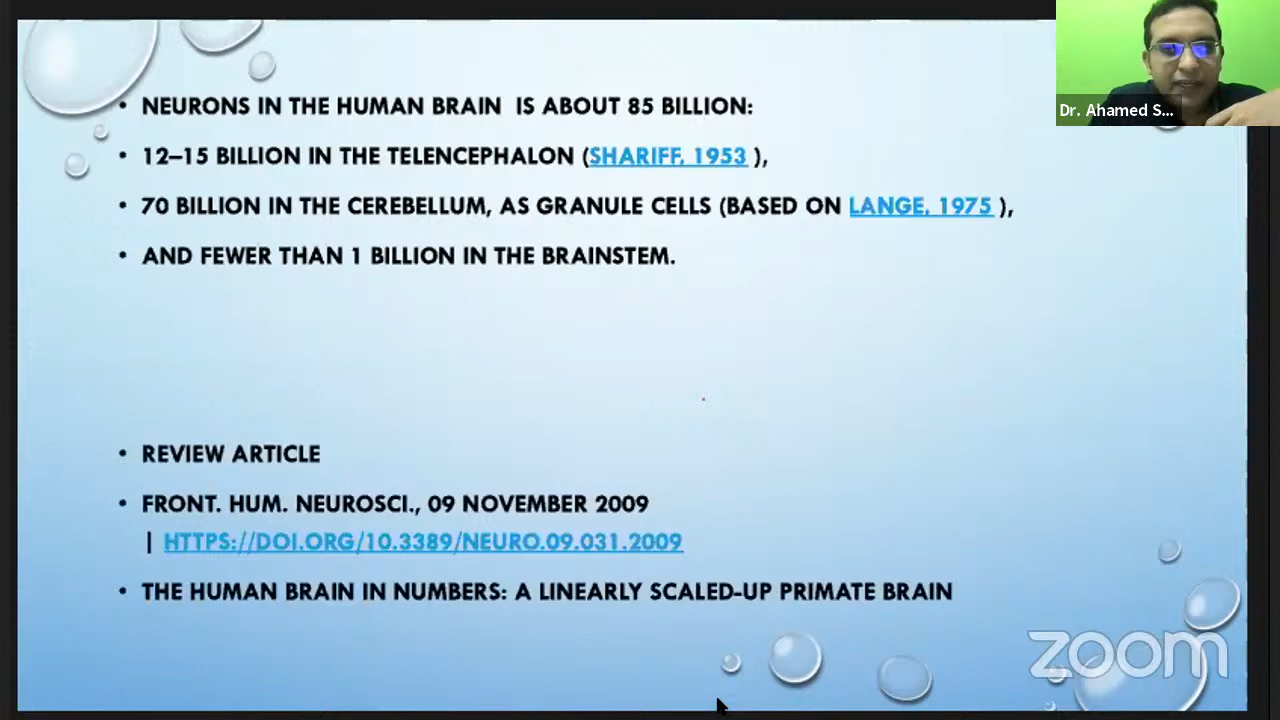 • NEURONS IN THE HUMAN BRAIN IS ABOUT 85 BILLION:
• 12–15 BILLION IN THE TELENCEPHALON (SHARIFF, 1953 ),
• 70 BILLION IN THE CEREBELLUM, AS GRANULE CELLS (BASED ON LANGE, 1975 ),
• AND FEWER THAN 1 BILLION IN THE BRAINSTEM.
• REVIEW ARTICLE
• FRONT. HUM. NEUROSCI., 09 NOVEMBER 2009
| HTTPS://DOI.ORG/10.3389/NEURO.09.031.2009
• THE HUMAN BRAIN IN NUMBERS: A LINEARLY SCALED-UP PRIMATE BRAIN
Dr. Ahamed S...
zoom